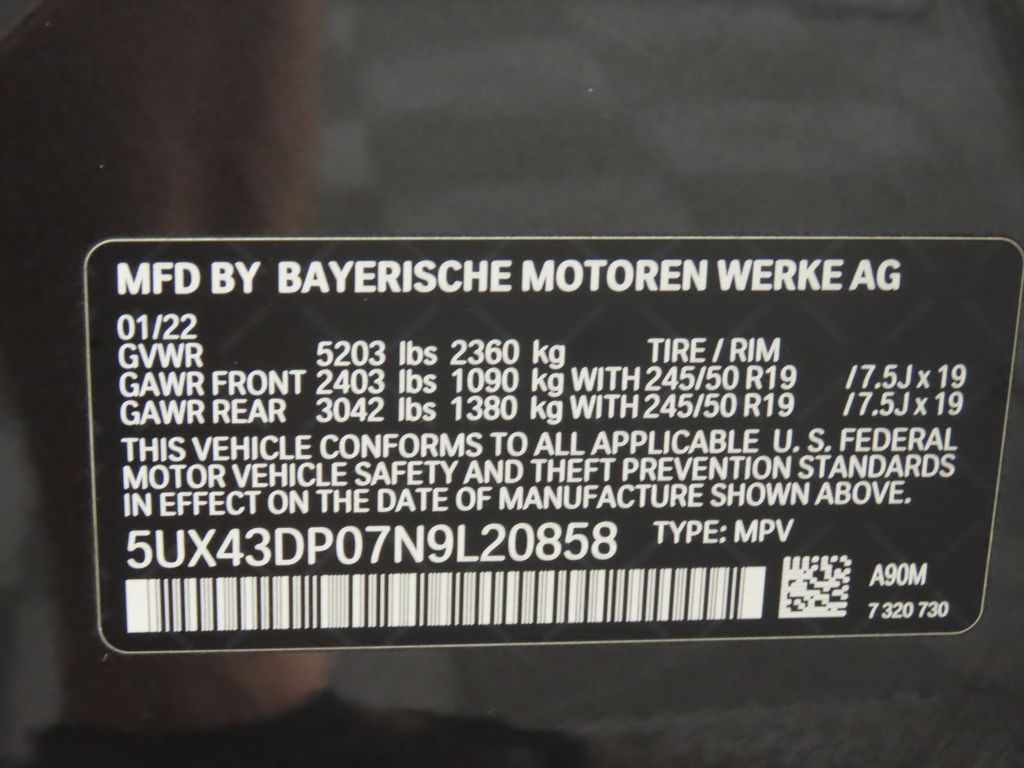 MFD BY BAYERISCHE MOTOREN WERKE AG
01/22
GVWR 5203 lbs 2360 kg TIRE / RIM
GAWR FRONT 2403 lbs 1090 kg WITH 245/50 R19 / 7.5J x 19
GAWR REAR 3042 lbs 1380 kg WITH 245/50 R19 / 7.5J x 19
THIS VEHICLE CONFORMS TO ALL APPLICABLE U. S. FEDERAL
MOTOR VEHICLE SAFETY AND THEFT PREVENTION STANDARDS
IN EFFECT ON THE DATE OF MANUFACTURE SHOWN ABOVE.
5UX43DP07N9L20858 TYPE: MPV
A90M
7 320 730